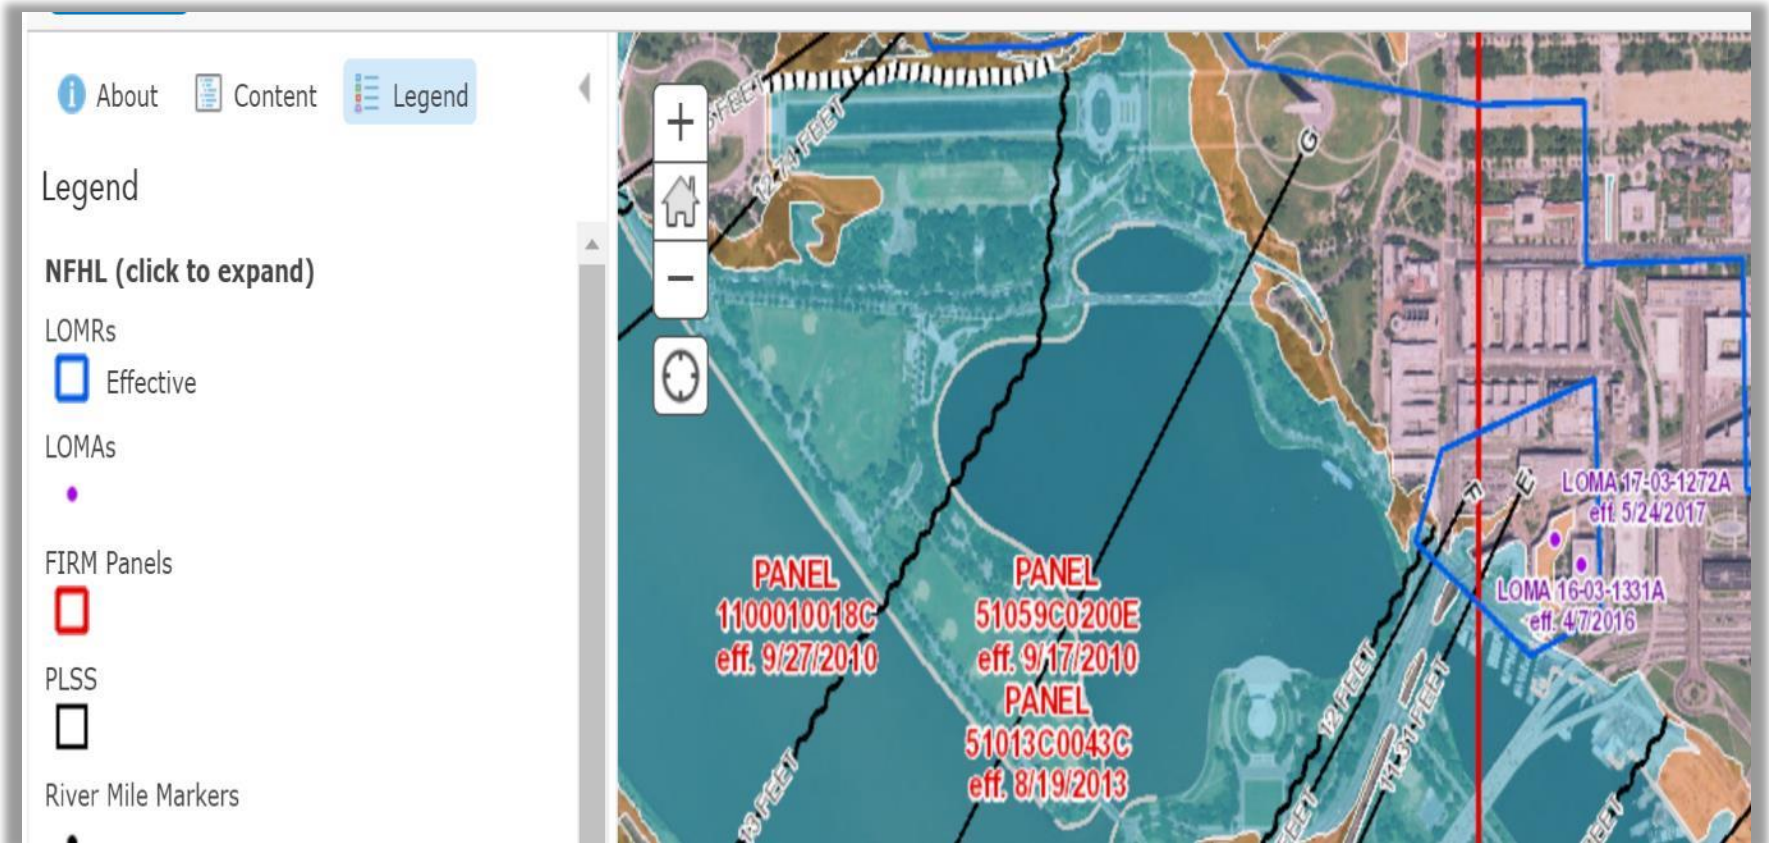 About Content Legend
Legend
NFHL (click to expand)
LOMRs
Effective
LOMAs
FIRM Panels
PLSS
River Mile Markers
FEET
12.74 FEET
G
F
E
LOMA 17-03-1272A
eff. 5/24/2017
LOMA 16-03-1331A
eff. 4/7/2016
PANEL
1100010018C
eff. 9/27/2010
PANEL
51059C0200E
eff. 9/17/2010
PANEL
51013C0043C
eff. 8/19/2013
12 FEET
11.31 FEET
13 FEET
FEET
FEET